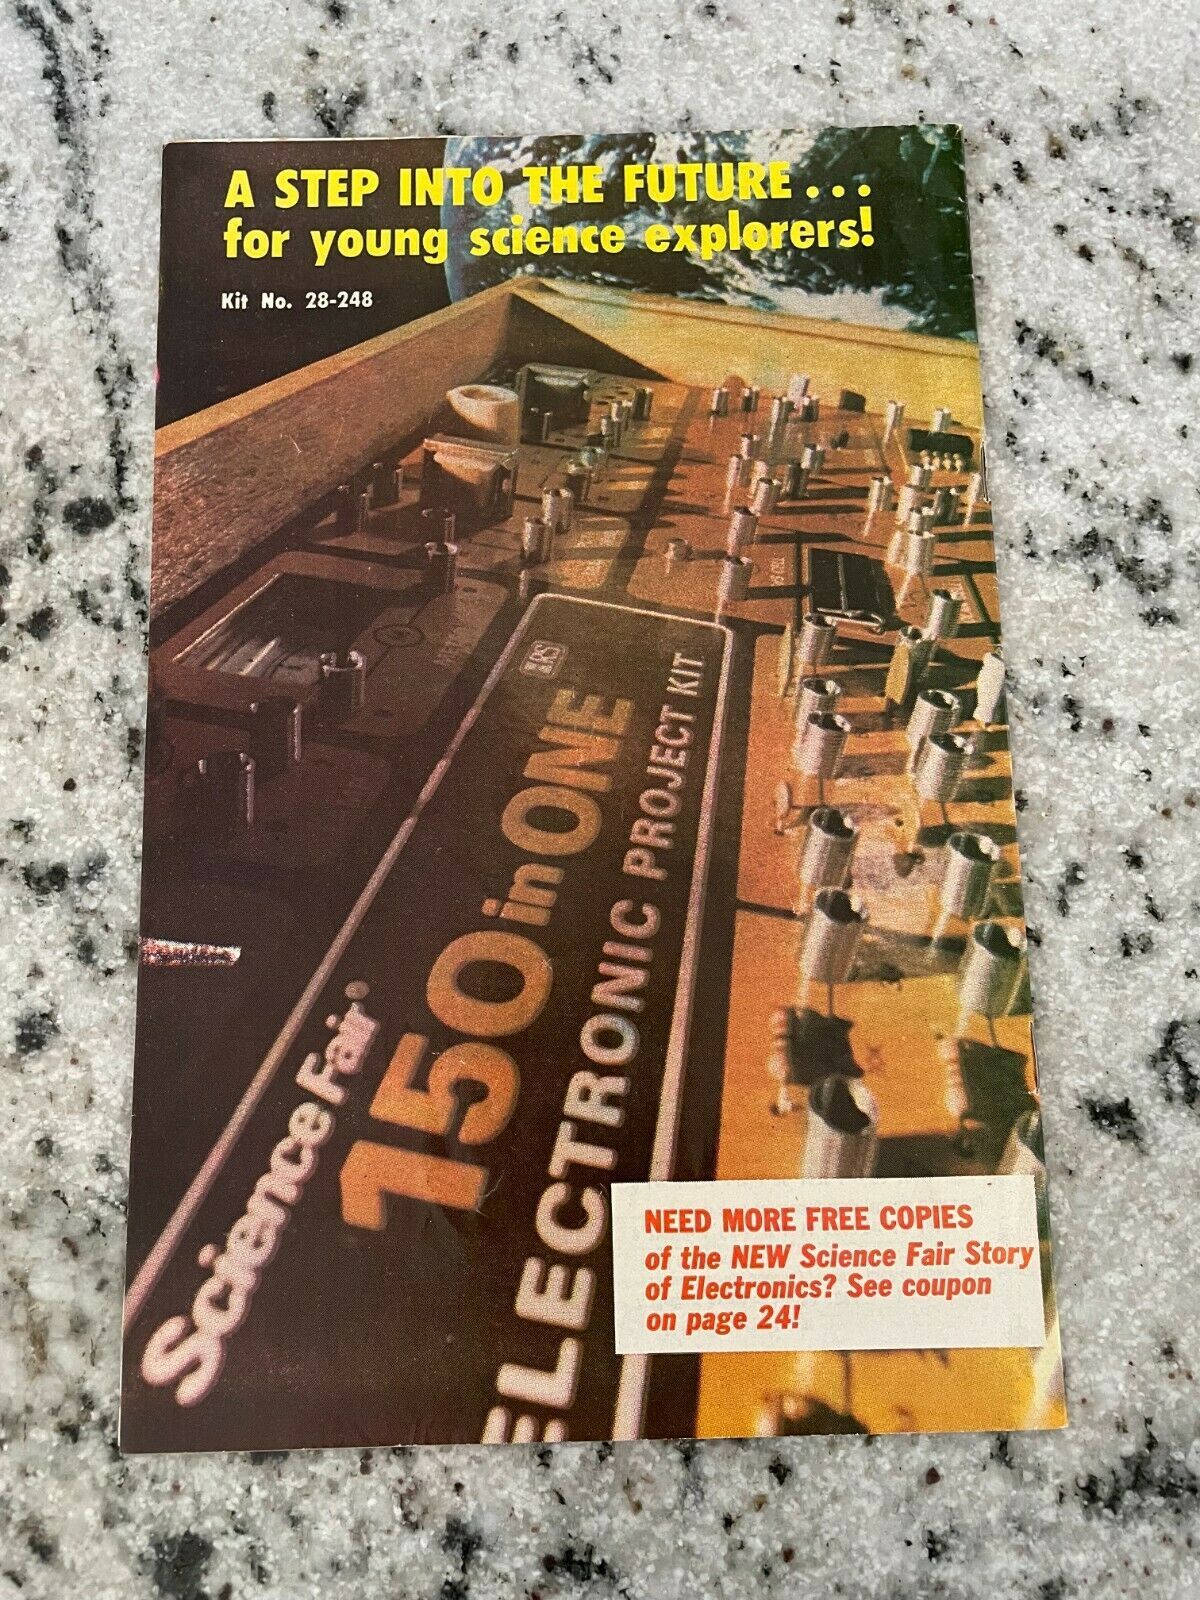 A STEP INTO THE FUTURE...
for young science explorers!
Kit No. 28-248
Science Fair®
150 in ONE
ELECTRONIC PROJECT KIT
NEED MORE FREE COPIES
of the NEW Science Fair Story
of Electronics? See coupon
on page 24!